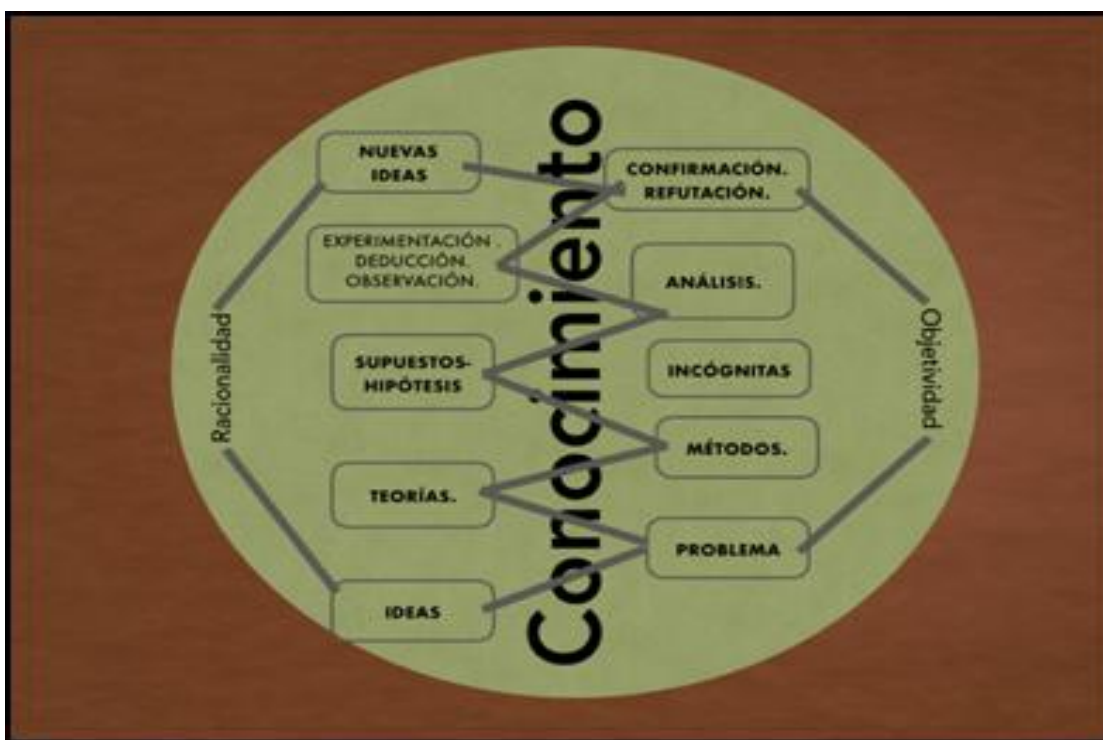 Conocimiento
Racionalidad
NUEVAS
IDEAS
EXPERIMENTACIÓN .
DEDUCCIÓN.
OBSERVACIÓN.
SUPUESTOS-
HIPÓTESIS
TEORÍAS.
IDEAS
CONFIRMACIÓN.
REFUTACIÓN.
ANÁLISIS.
INCÓGNITAS
MÉTODOS.
PROBLEMA
Objetividad